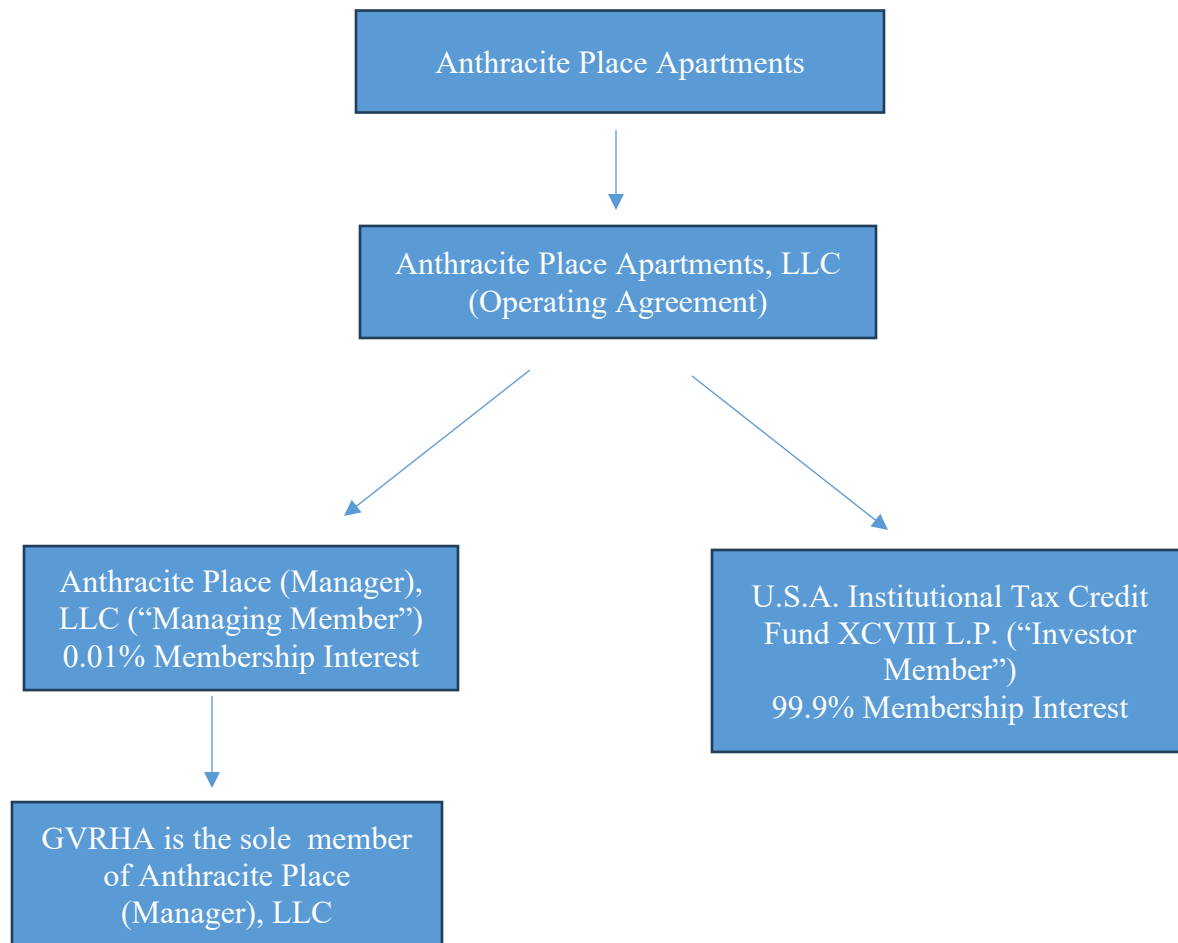 Anthracite Place Apartments
Anthracite Place Apartments, LLC
(Operating Agreement)
Anthracite Place (Manager),
LLC (“Managing Member”)
0.01% Membership Interest
U.S.A. Institutional Tax Credit
Fund XCVIII L.P. (“Investor
Member”)
99.9% Membership Interest
GVRHA is the sole  member
of Anthracite Place
(Manager), LLC